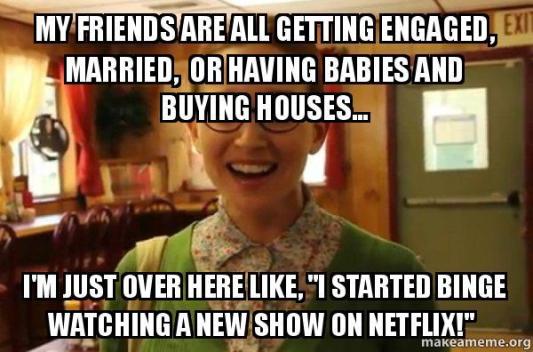 MY FRIENDS ARE ALL GETTING ENGAGED,
MARRIED, OR HAVING BABIES AND
BUYING HOUSES...
EXIT
I'M JUST OVER HERE LIKE, "I STARTED BINGE
WATCHING A NEW SHOW ON NETFLIX!"
makeameme.org